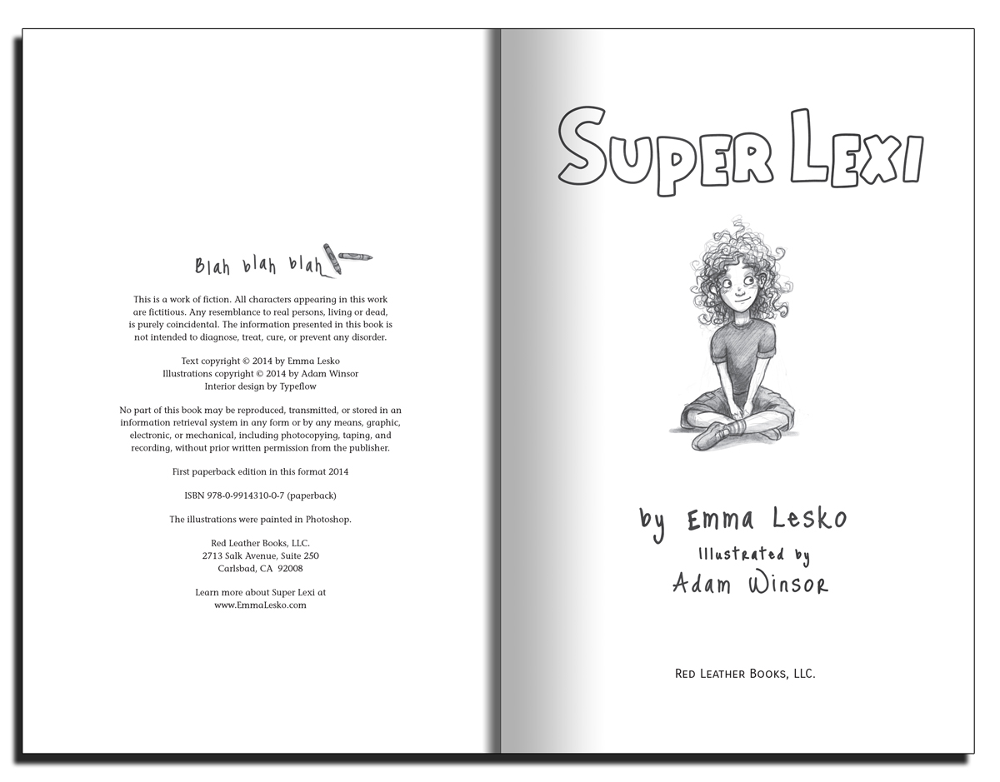 Blah blah blah
This is a work of fiction. All characters appearing in this work
are fictitious. Any resemblance to real persons, living or dead,
is purely coincidental. The information presented in this book is
not intended to diagnose, treat, cure, or prevent any disorder.
Text copyright © 2014 by Emma Lesko
Illustrations copyright © 2014 by Adam Winsor
Interior design by Typeflow
No part of this book may be reproduced, transmitted, or stored in an
information retrieval system in any form or by any means, graphic,
electronic, or mechanical, including photocopying, taping, and
recording, without prior written permission from the publisher.
First paperback edition in this format 2014
ISBN 978-0-9914310-0-7 (paperback)
The illustrations were painted in Photoshop.
Red Leather Books, LLC.
2713 Salk Avenue, Suite 250
Carlsbad, CA  92008
Learn more about Super Lexi at
www.EmmaLesko.com
SUPER LEXI
by Emma Lesko
Illustrated by
Adam Winsor
RED LEATHER BOOKS, LLC.